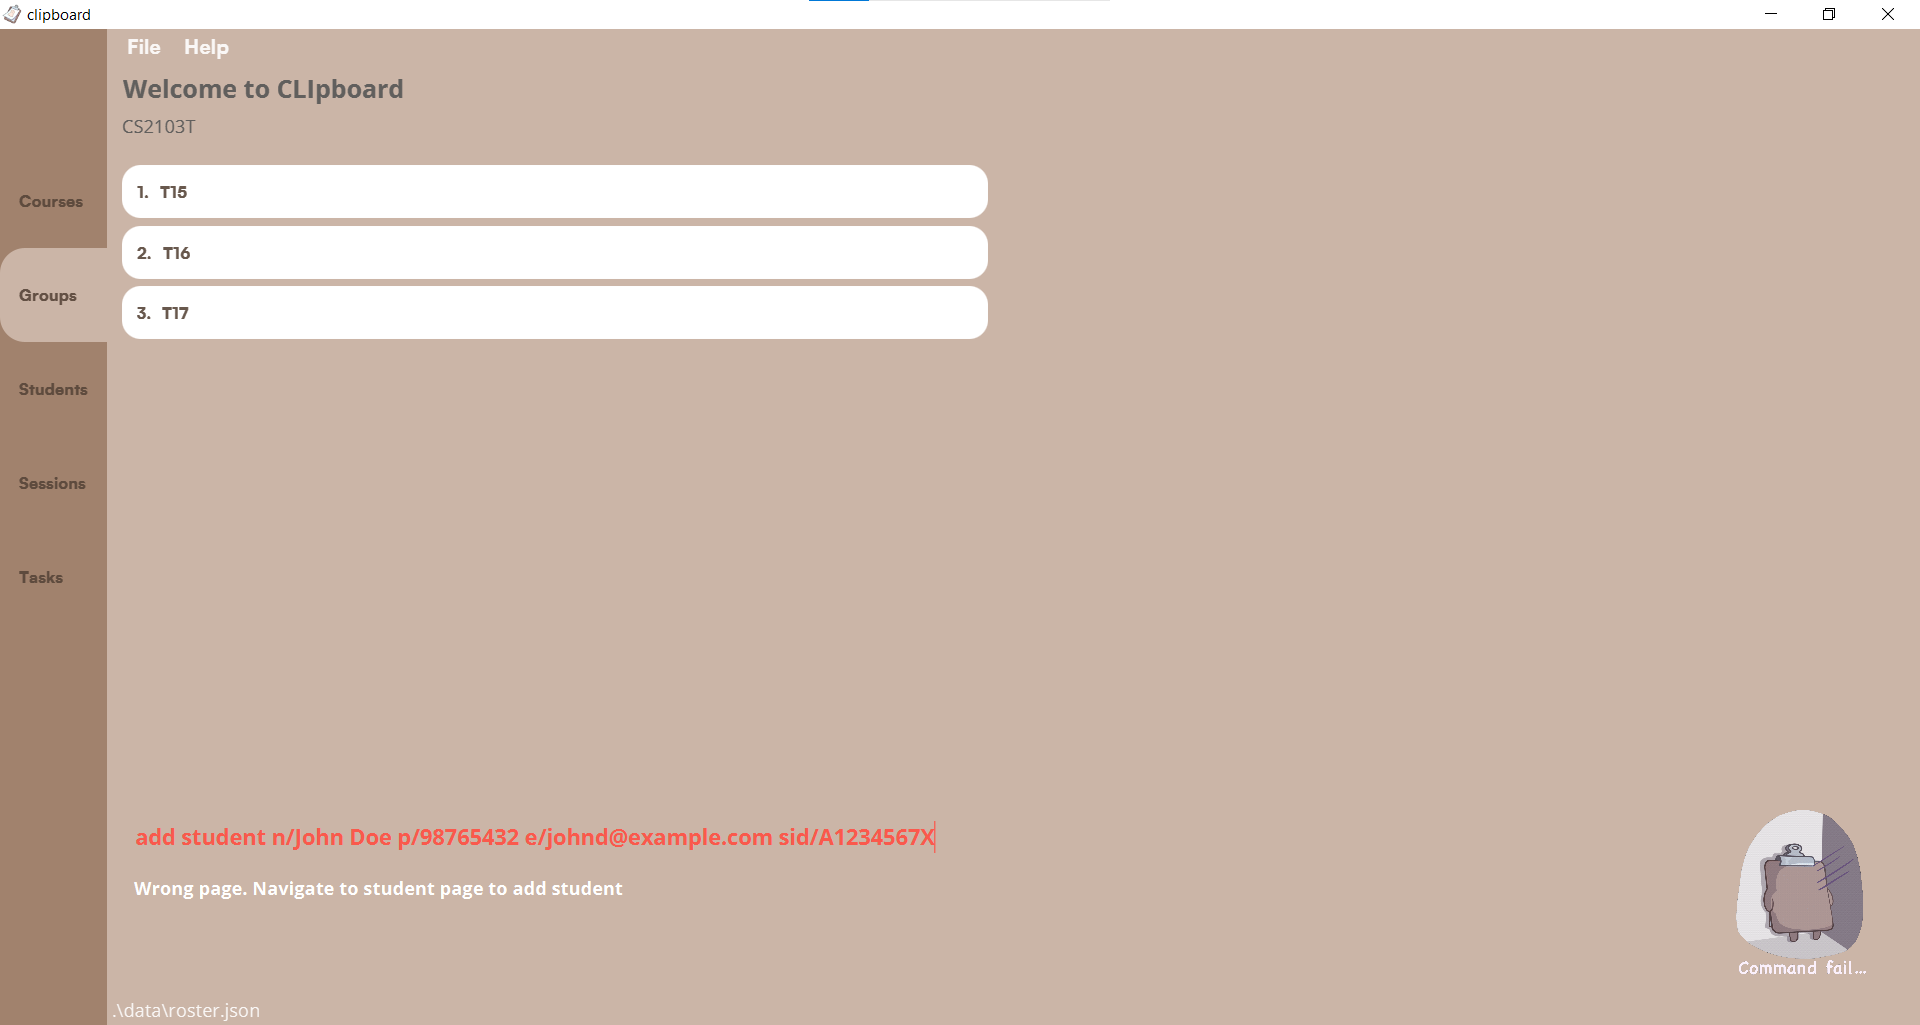 clipboard
File Help
Welcome to CLIpboard
CS2103T
1. T15
2. T16
3. T17
Courses
Groups
Students
Sessions
Tasks
add student n/John Doe p/98765432 e/johnd@example.com sid/A1234567X
Wrong page. Navigate to student page to add student
Command fail...
.\data\roster.json